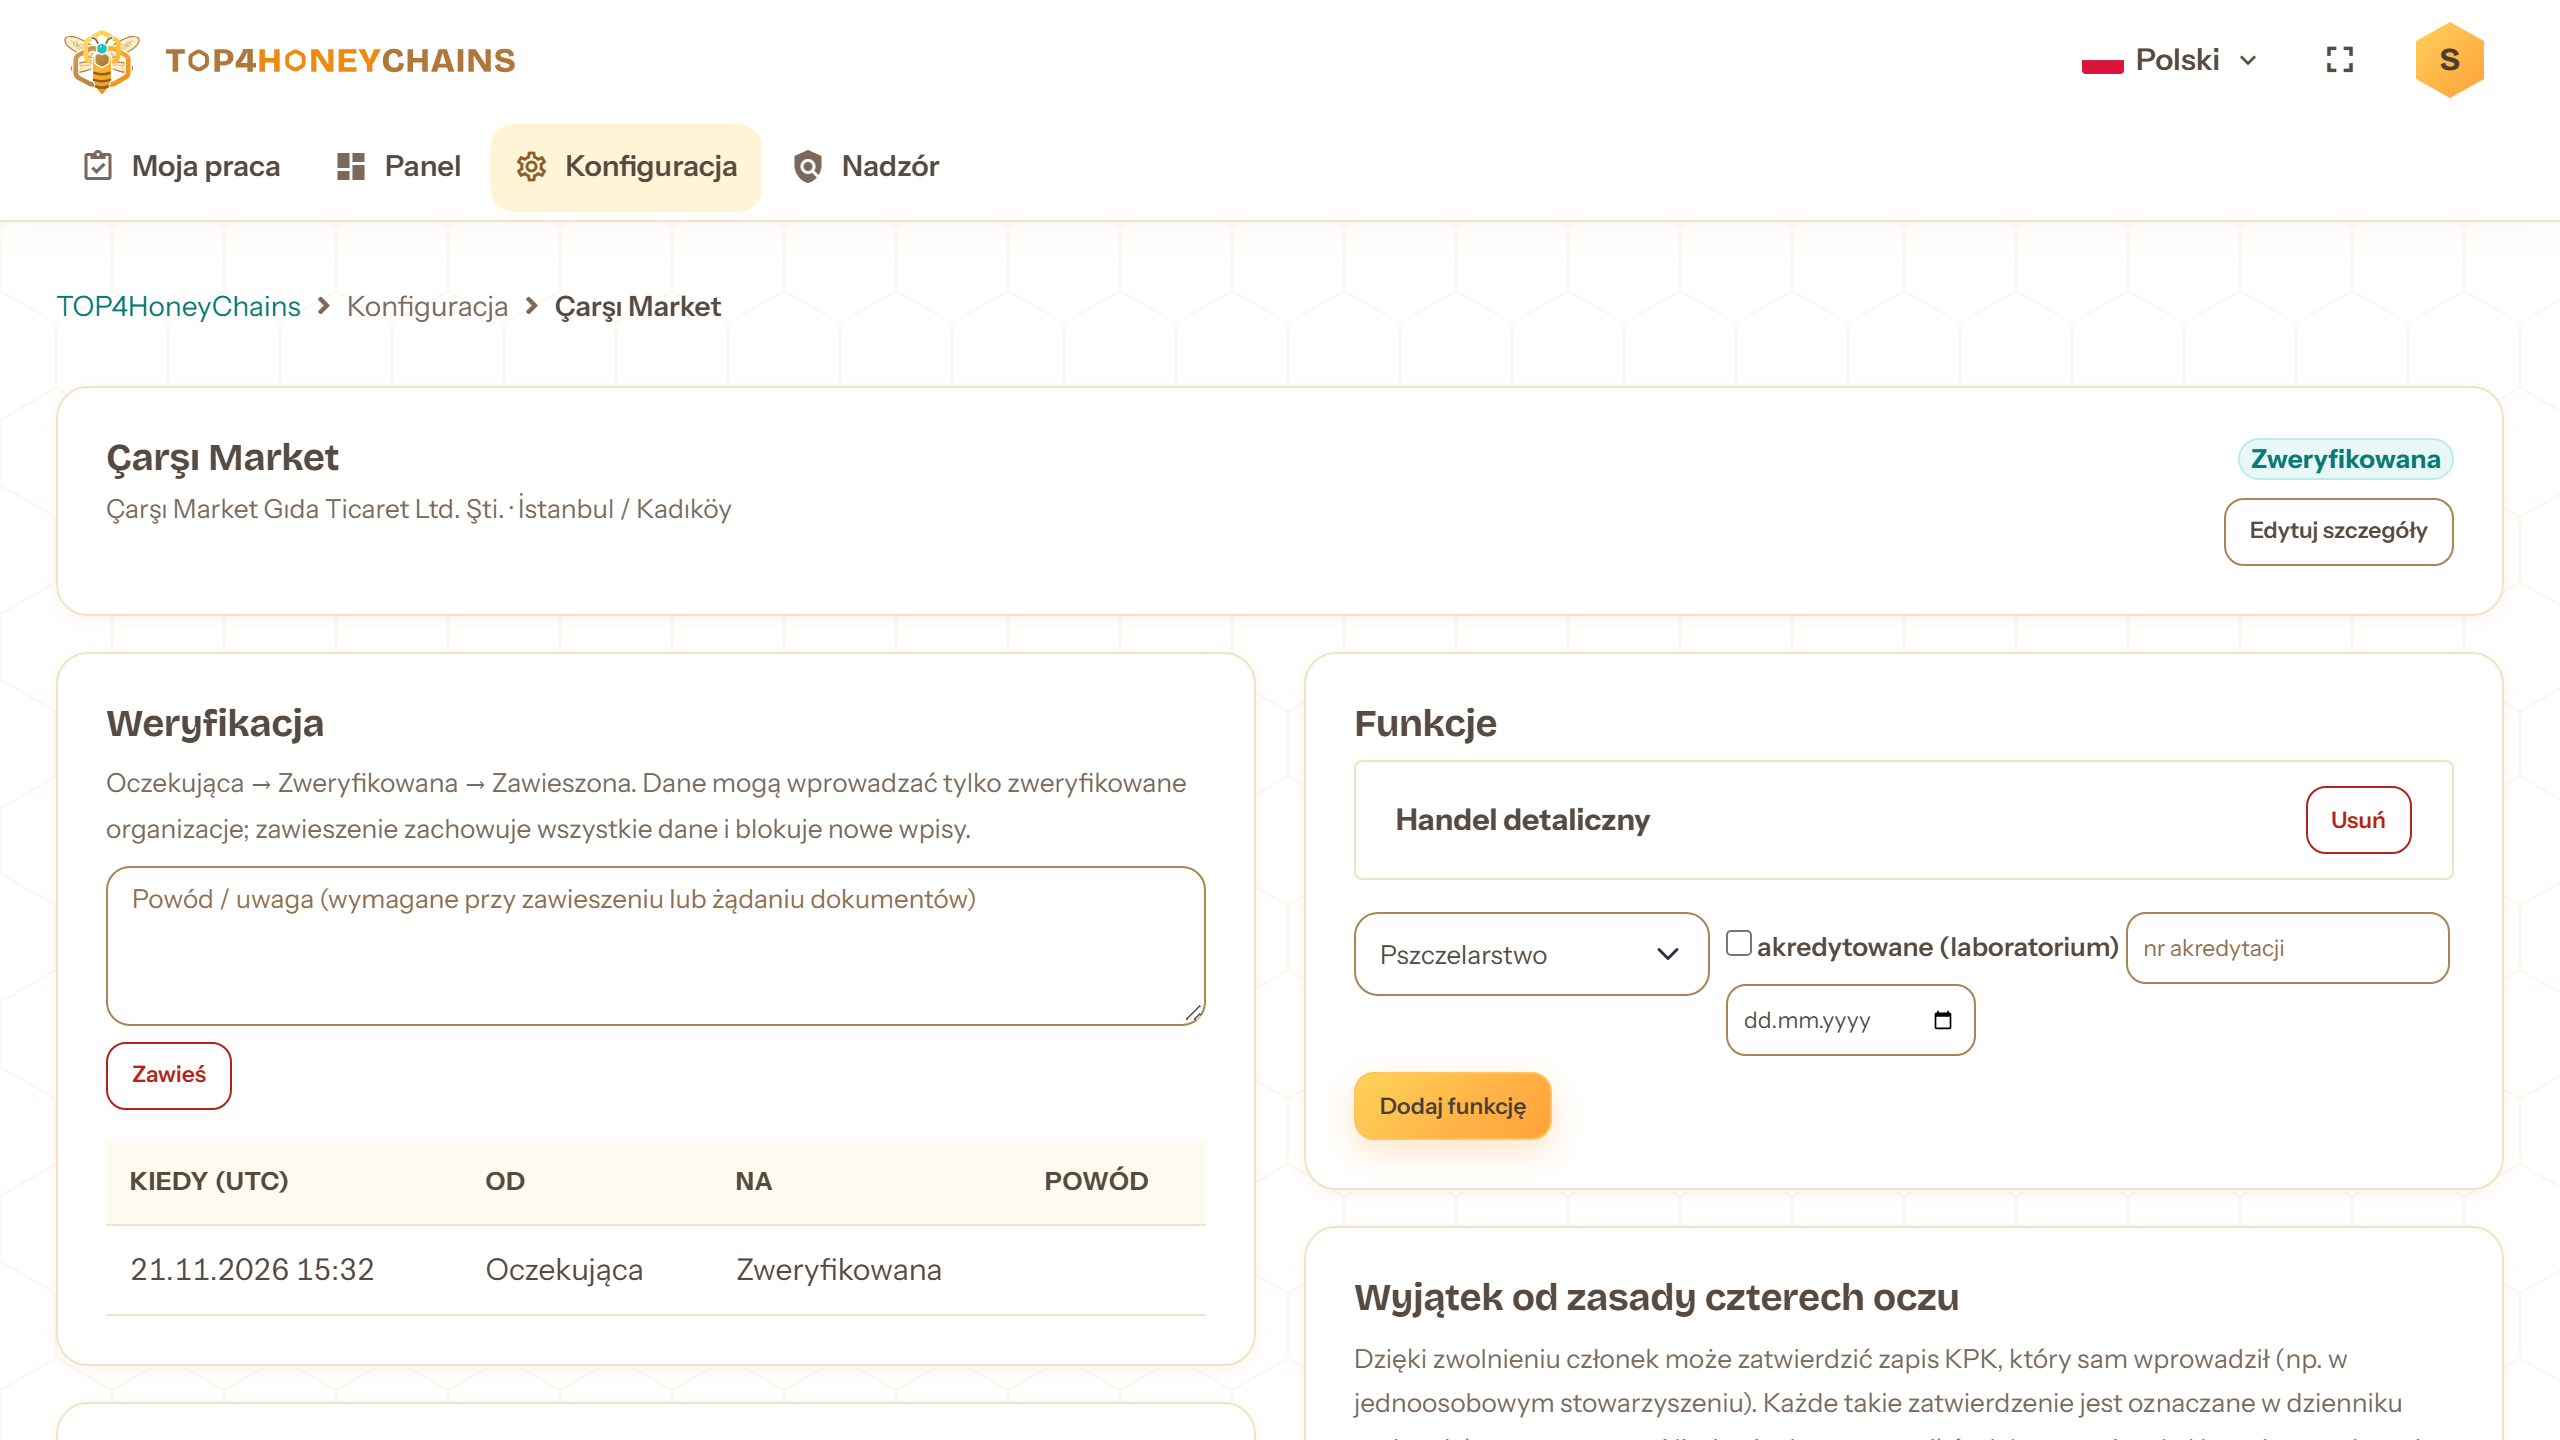 TOP4HONEYCHAINS
Polski
S
Moja praca
Panel
Konfiguracja
Nadzór
TOP4HoneyChains > Konfiguracja > Çarşı Market
Çarşı Market
Çarşı Market Gıda Ticaret Ltd. Şti. · İstanbul / Kadıköy
Zweryfikowana
Edytuj szczegóły
Weryfikacja
Oczekująca → Zweryfikowana → Zawieszona. Dane mogą wprowadzać tylko zweryfikowane
organizacje; zawieszenie zachowuje wszystkie dane i blokuje nowe wpisy.
Powód / uwaga (wymagane przy zawieszeniu lub żądaniu dokumentów)
Zawieś
KIEDY (UTC) OD NA POWÓD
21.11.2026 15:32 Oczekująca Zweryfikowana
Funkcje
Handel detaliczny
Usuń
Pszczelarstwo
akredytowane (laboratorium)
nr akredytacji
dd.mm.yyyy
Dodaj funkcję
Wyjątek od zasady czterech oczu
Dzięki zwolnieniu członek może zatwierdzić zapis KPK, który sam wprowadził (np. w
jednoosobowym stowarzyszeniu). Każde takie zatwierdzenie jest oznaczane w dzienniku